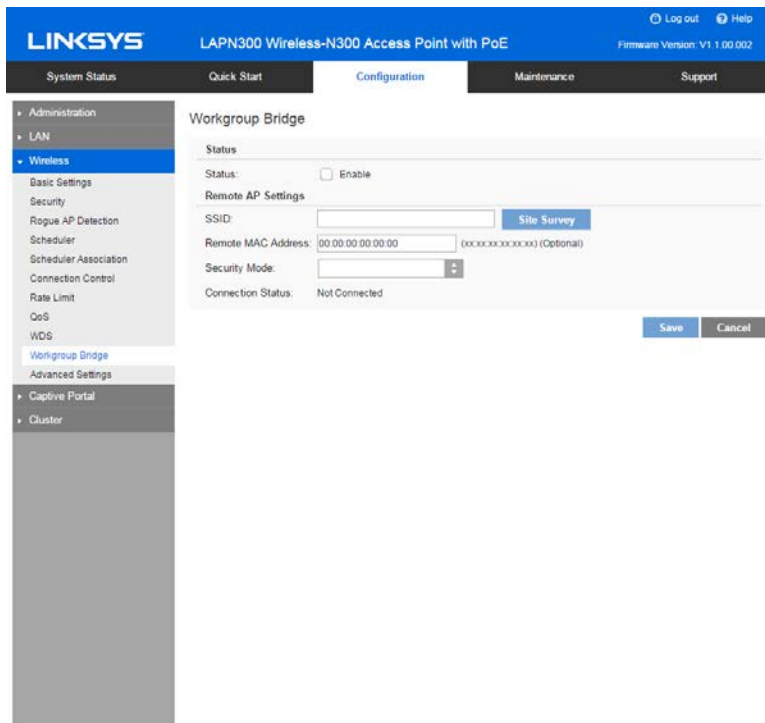 Log out Help
LINKSYS LAPN300 Wireless-N300 Access Point with PoE Firmware Version: V1.1.00.002
System Status Quick Start Configuration Maintenance Support
Administration
LAN
Wireless
Basic Settings
Security
Rogue AP Detection
Scheduler
Scheduler Association
Connection Control
Rate Limit
QoS
WDS
Workgroup Bridge
Advanced Settings
Captive Portal
Cluster
Workgroup Bridge
Status
Status: Enable
Remote AP Settings
SSID: Site Survey
Remote MAC Address: 00:00:00:00:00:00 (xx:xx:xx:xx:xx:xx) (Optional)
Security Mode:
Connection Status: Not Connected
Save Cancel